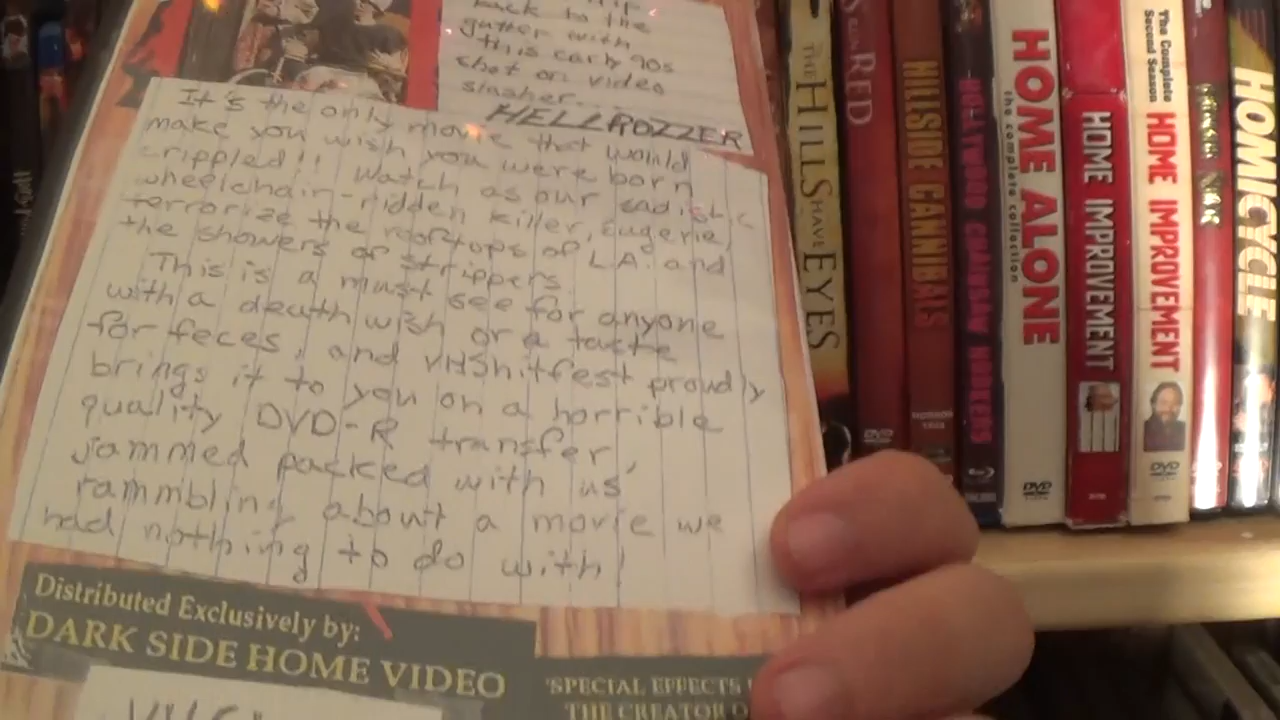 back to the
gutter with
this early 90s
shot on video
slasher...
HELLROZZER
It's the only movie that would
make you wish you were born
crippled!! Watch as our sadistic
wheelchair-ridden killer, Eugene,
terrorize the rooftops of L.A. and
the showers of strippers.
This is a must see for anyone
with a death wish or a taste
for feces, and VHShitfest proudly
brings it to you on a horrible
quality DVD-R transfer,
jammed packed with us
rammbling about a movie we
had nothing to do with!
Distributed Exclusively by:
DARK SIDE HOME VIDEO
'SPECIAL EFFECTS
THE CREATOR O
THE HILLS HAVE EYES
RED
DVD
HILLSIDE CANNIBALS
HOLLYWOOD CHAINSAW HOOKERS
HOME ALONE
the complete collection
DVD
HOME IMPROVEMENT
The Complete
Second Season
HOME IMPROVEMENT
DVD
HOMICYCLE